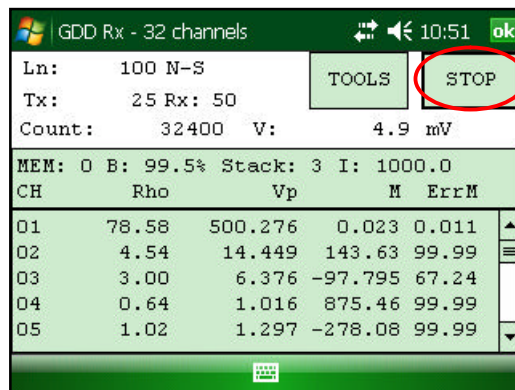 GDD Rx - 32 channels 10:51 ok
Ln: 100 N-S
TOOLS STOP
Tx: 25 Rx: 50
Count: 32400 V: 4.9 mV
MEM: 0 B: 99.5% Stack: 3 I: 1000.0
CH Rho Vp M ErrM
01 78.58 500.276 0.023 0.011
02 4.54 14.449 143.63 99.99
03 3.00 6.376 -97.795 67.24
04 0.64 1.016 875.46 99.99
05 1.02 1.297 -278.08 99.99